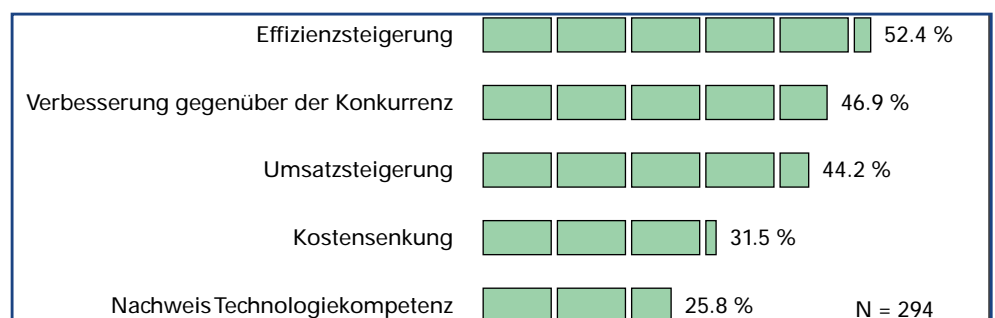 Effizienzsteigerung 52.4 %
Verbesserung gegenüber der Konkurrenz 46.9 %
Umsatzsteigerung 44.2 %
Kostensenkung 31.5 %
Nachweis Technologiekompetenz 25.8 % N = 294